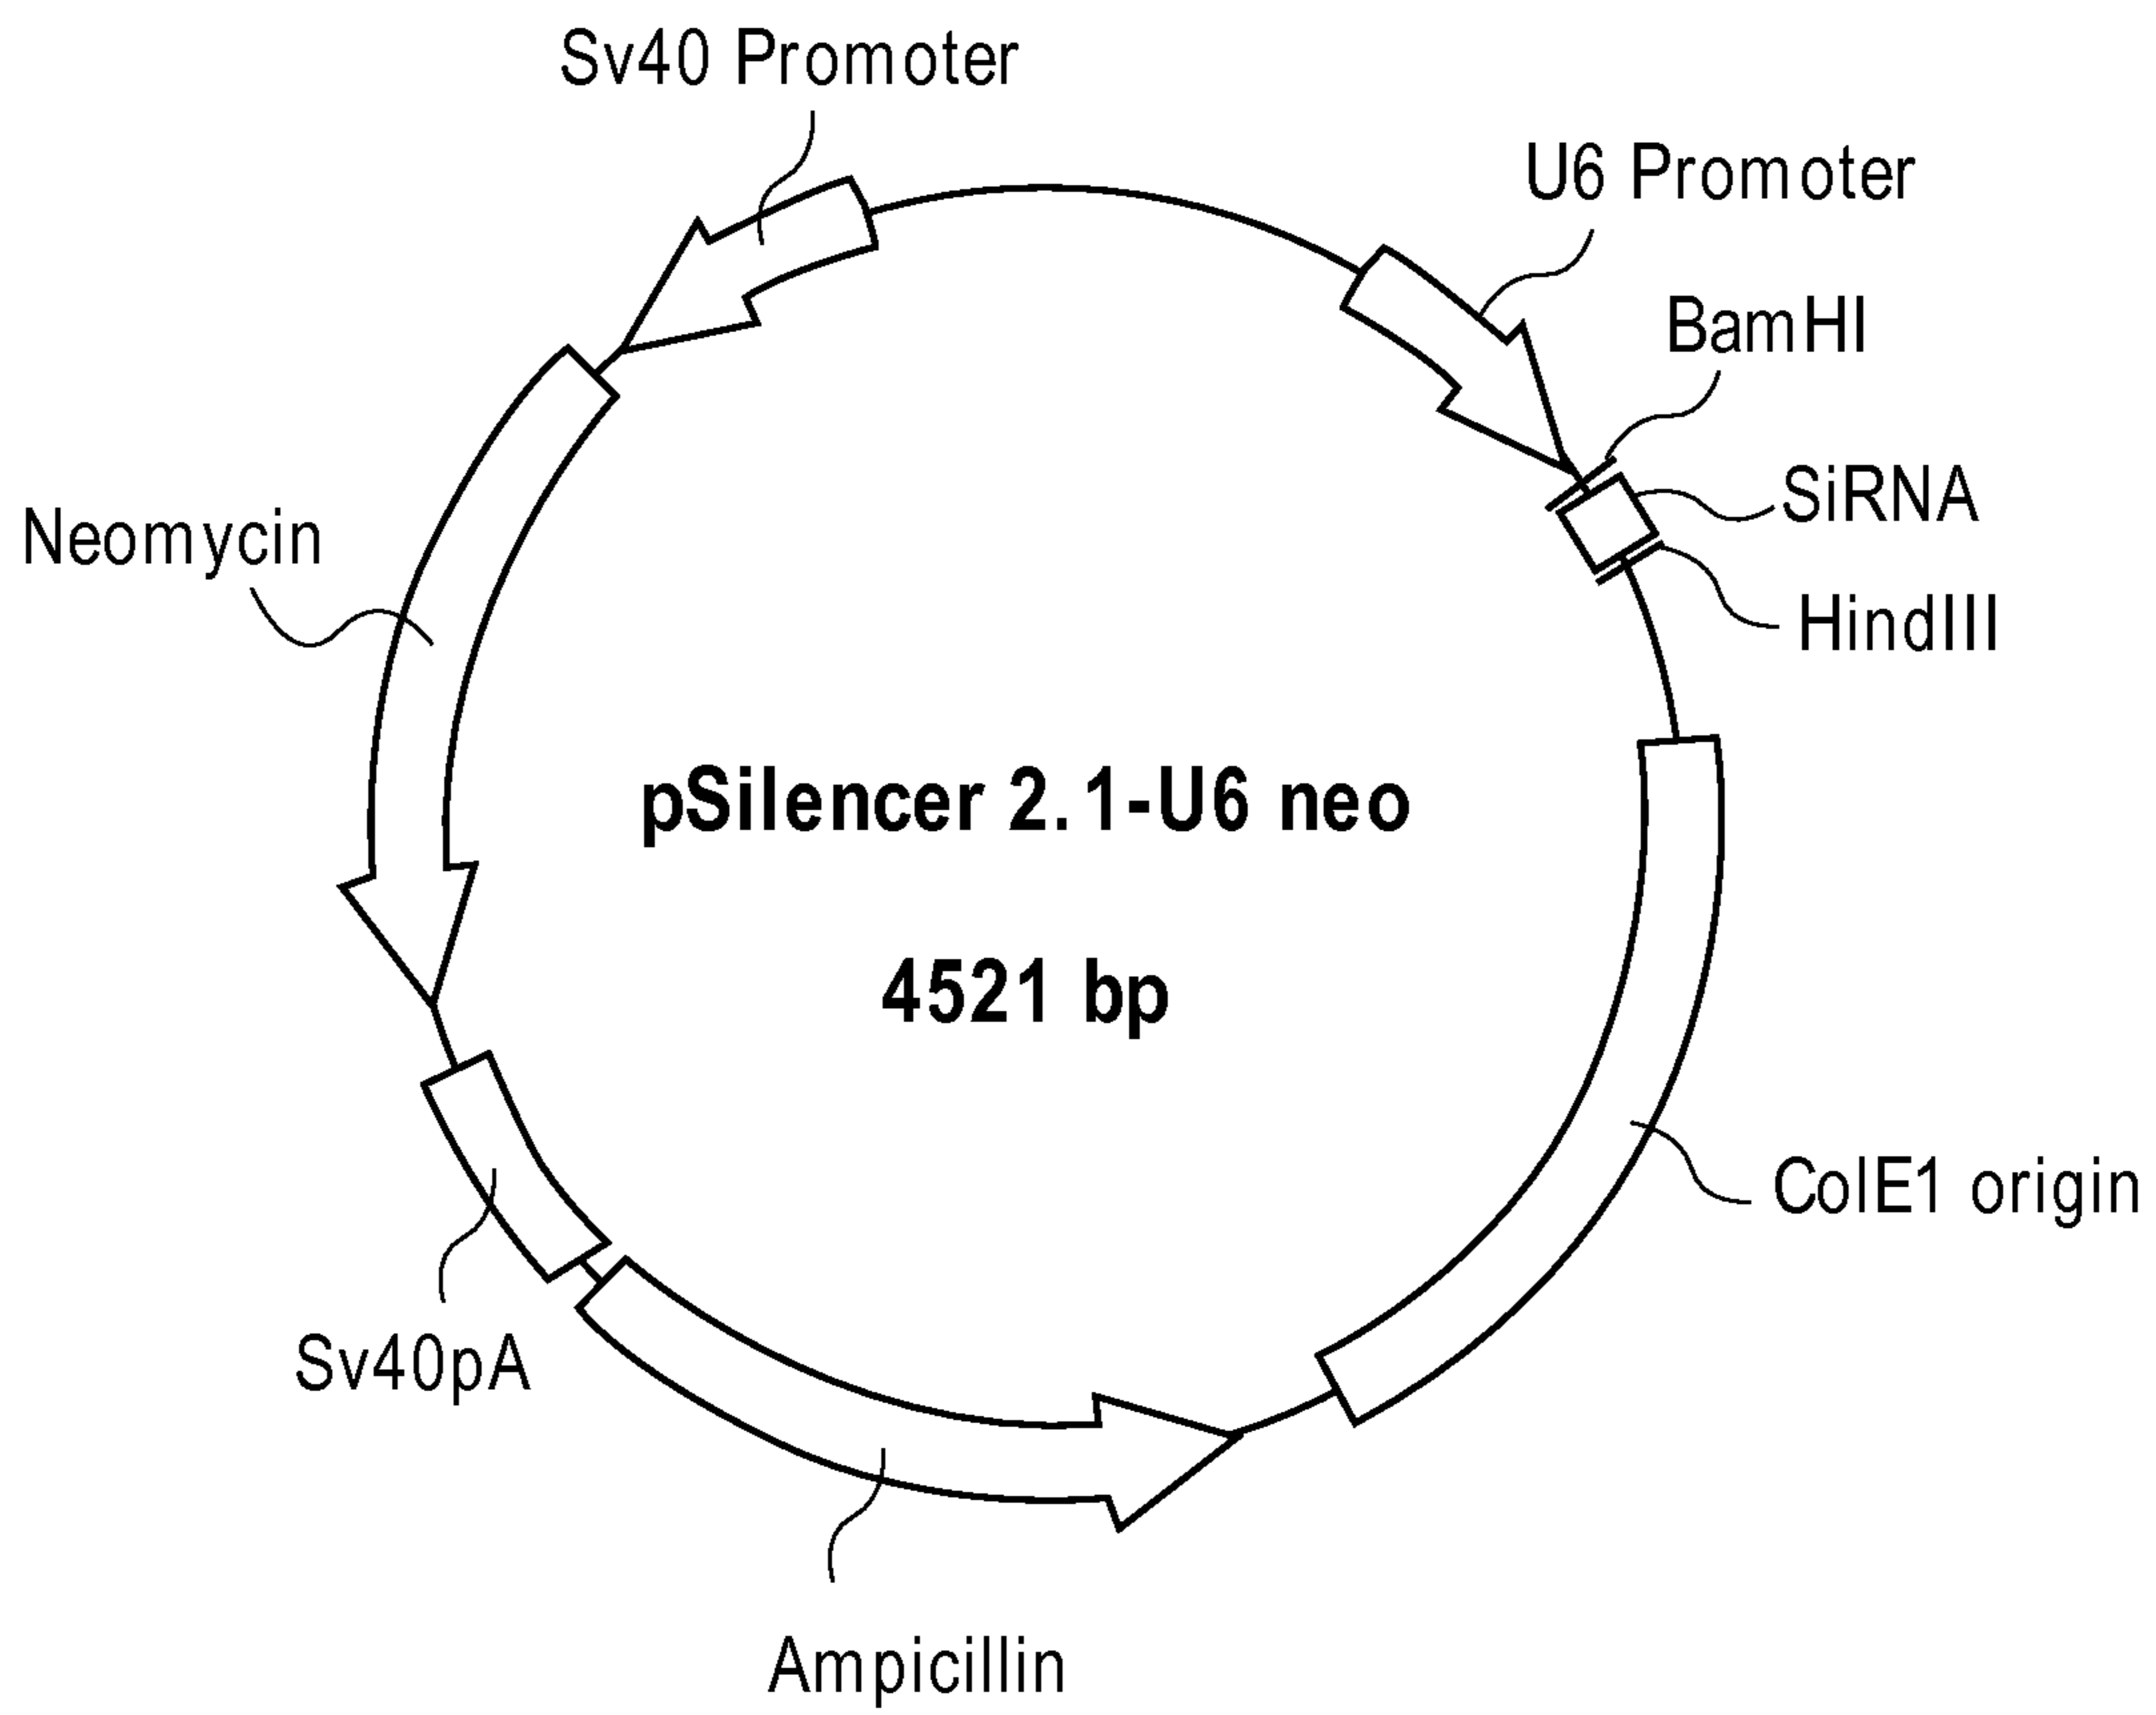 Sv40 Promoter
U6 Promoter
BamHI
SiRNA
HindIII
Neomycin
pSilencer 2.1-U6 neo
4521 bp
ColE1 origin
Sv40pA
Ampicillin